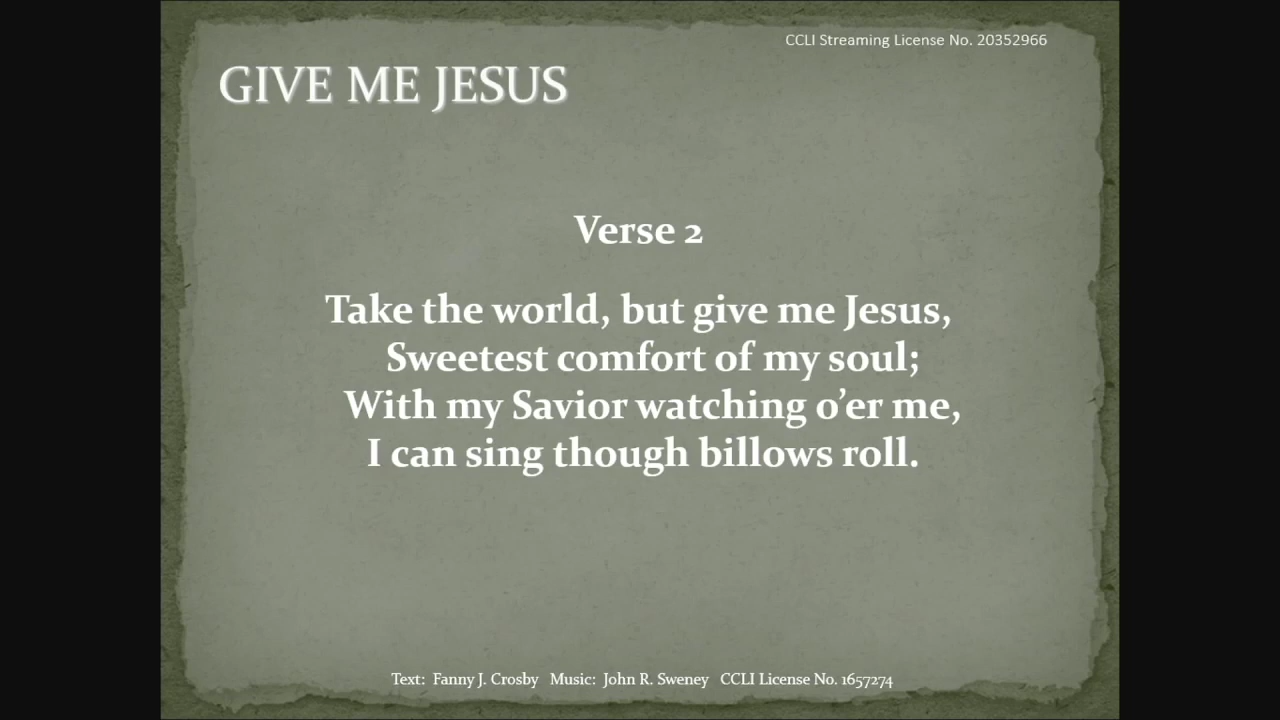 CCLI Streaming License No. 20352966
GIVE ME JESUS
Verse 2
Take the world, but give me Jesus,
Sweetest comfort of my soul;
With my Savior watching o’er me,
I can sing though billows roll.
Text: Fanny J. Crosby Music: John R. Sweney CCLI License No. 1657274